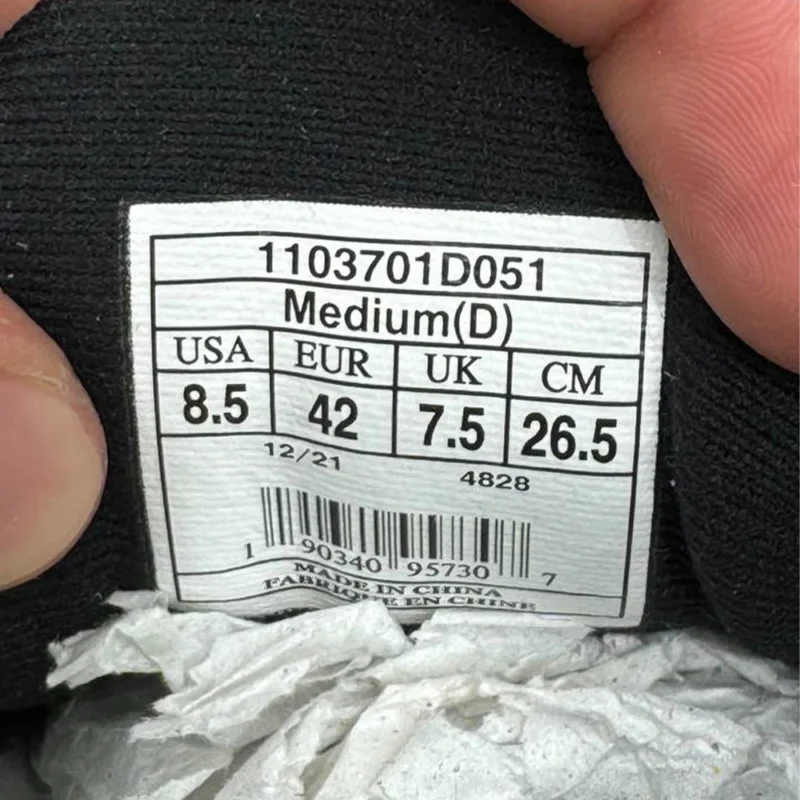 1103701D051
Medium(D)
USA EUR UK CM
8.5 42 7.5 26.5
12/21 4828
1 90340 95730 7
MADE IN CHINA
FABRIQUE EN CHINE